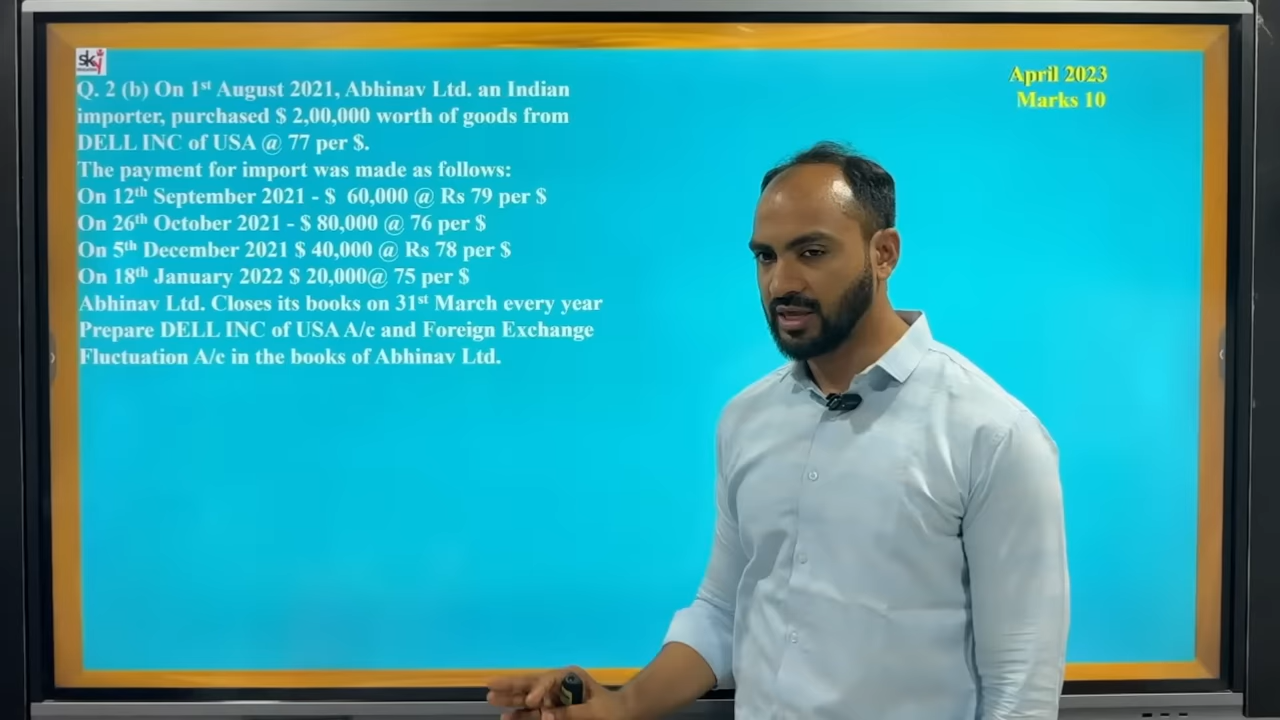 sky
Q. 2 (b) On 1st August 2021, Abhinav Ltd. an Indian
importer, purchased $ 2,00,000 worth of goods from
DELL INC of USA @ 77 per $.
The payment for import was made as follows:
On 12th September 2021 - $ 60,000 @ Rs 79 per $
On 26th October 2021 - $ 80,000 @ 76 per $
On 5th December 2021 $ 40,000 @ Rs 78 per $
On 18th January 2022 $ 20,000@ 75 per $
Abhinav Ltd. Closes its books on 31st March every year
Prepare DELL INC of USA A/c and Foreign Exchange
Fluctuation A/c in the books of Abhinav Ltd.
April 2023
Marks 10